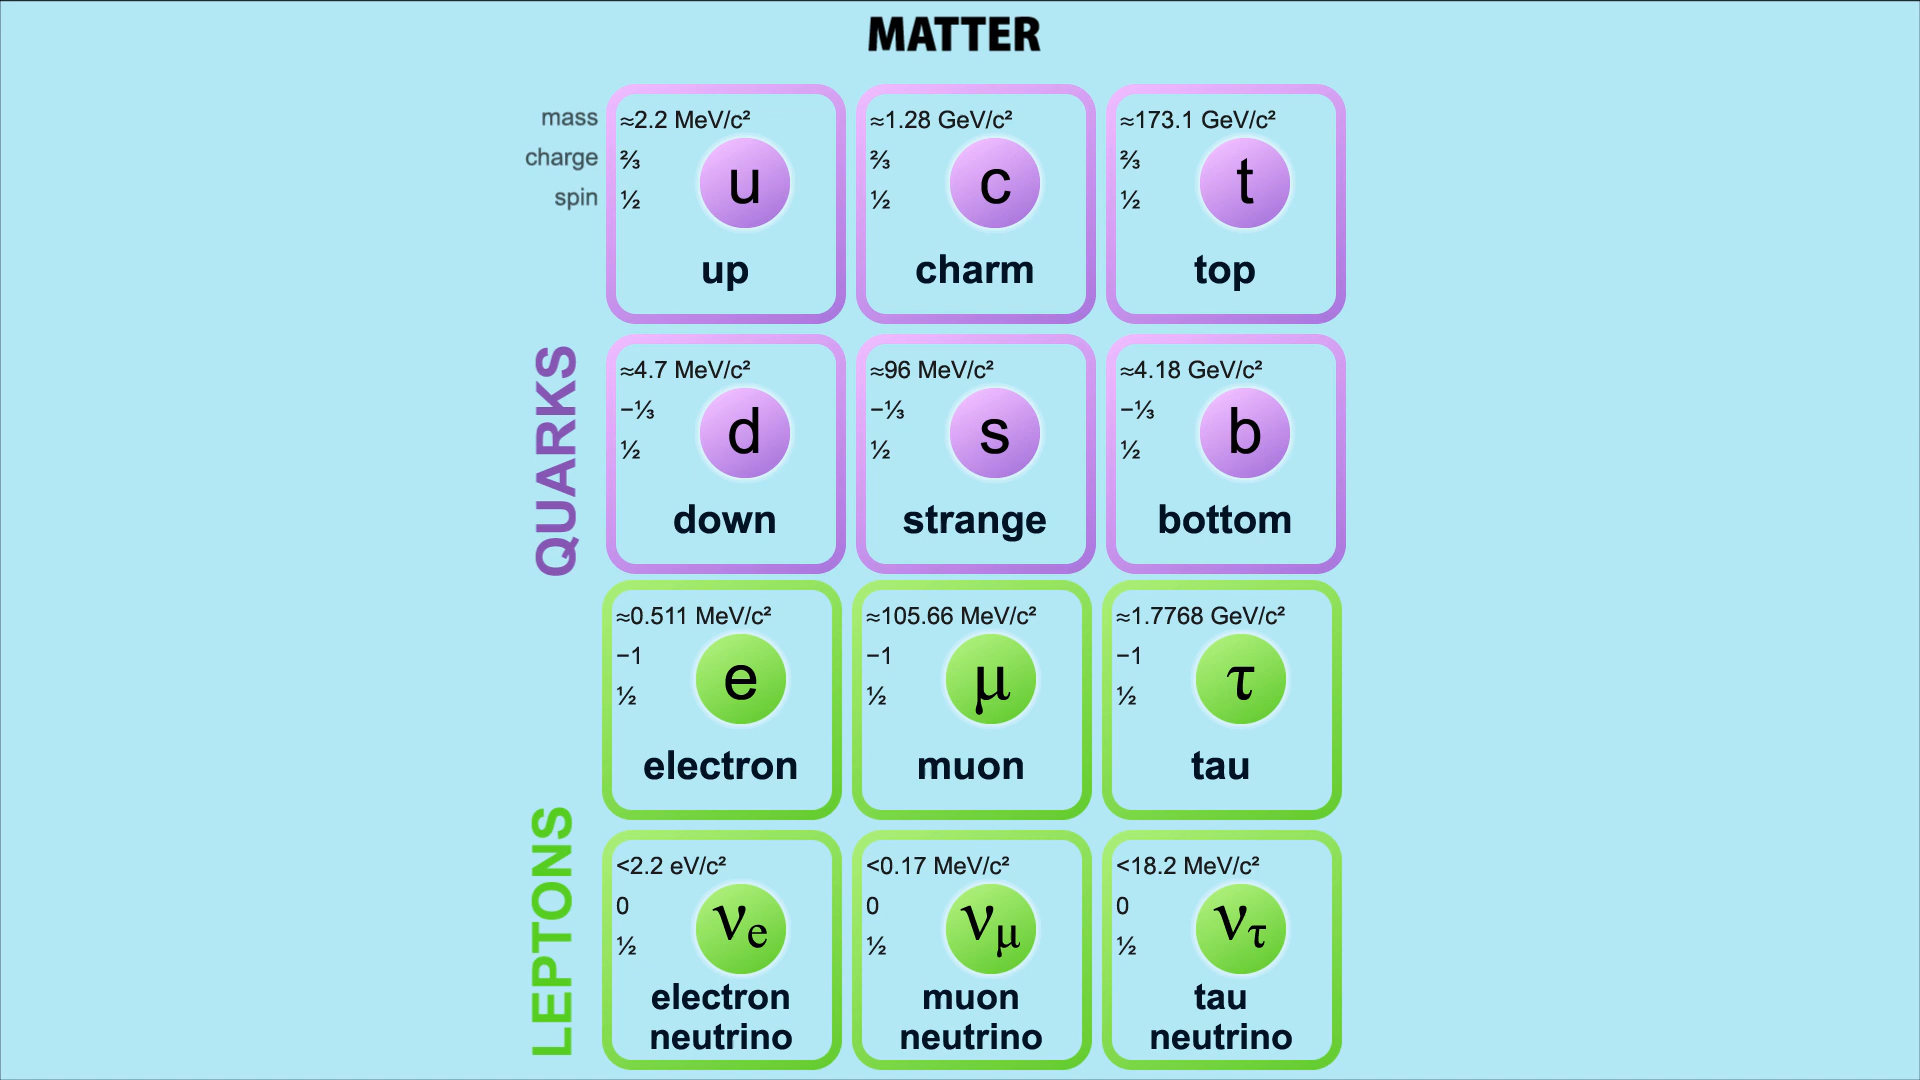 MATTER
mass
charge
spin
≈2.2 MeV/c²
⅔
½
u
up
≈1.28 GeV/c²
⅔
½
c
charm
≈173.1 GeV/c²
⅔
½
t
top
QUARKS
≈4.7 MeV/c²
−⅓
½
d
down
≈96 MeV/c²
−⅓
½
s
strange
≈4.18 GeV/c²
−⅓
½
b
bottom
≈0.511 MeV/c²
−1
½
e
electron
≈105.66 MeV/c²
−1
½
μ
muon
≈1.7768 GeV/c²
−1
½
τ
tau
LEPTONS
<2.2 eV/c²
0
½
νe
electron
neutrino
<0.17 MeV/c²
0
½
νμ
muon
neutrino
<18.2 MeV/c²
0
½
ντ
tau
neutrino